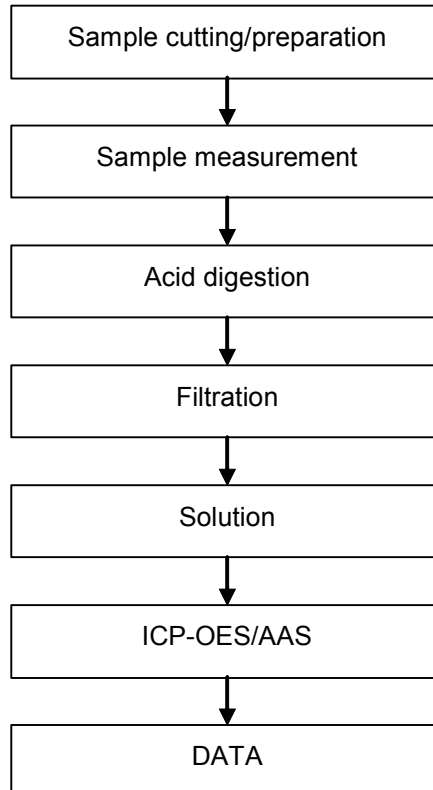 Sample cutting/preparation
Sample measurement
Acid digestion
Filtration
Solution
ICP-OES/AAS
DATA